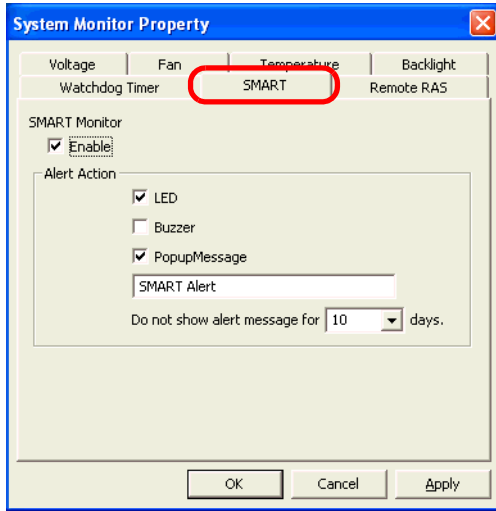 System Monitor Property
Voltage Fan Temperature Backlight
Watchdog Timer SMART Remote RAS
SMART Monitor
Enable
Alert Action
LED
Buzzer
PopupMessage
SMART Alert
Do not show alert message for 10 days.
OK Cancel Apply